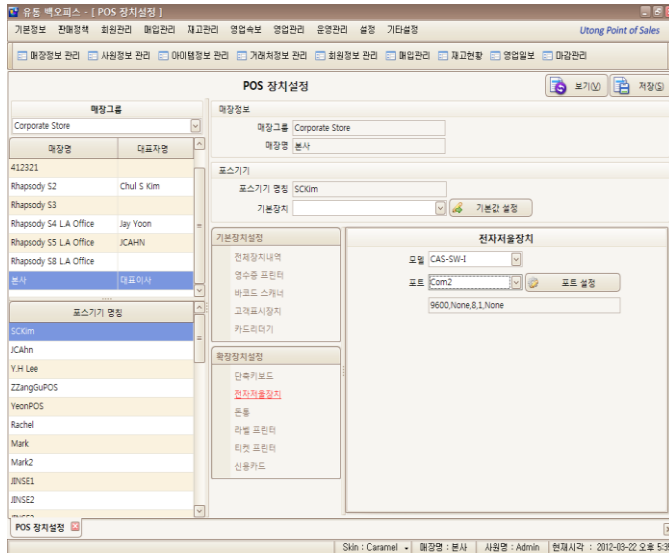 유통 백오피스 - [ POS 장치설정 ]
기본정보 판매정책 회원관리 매입관리 재고관리 영업속보 영업관리 운영관리 설정 기타설정 Utong Point of Sales
매장정보 관리 사원정보 관리 아이템정보 관리 거래처정보 관리 회원정보 관리 매입관리 재고현황 영업일보 마감관리
POS 장치설정 보기(V) 저장(S)
매장그룹
Corporate Store
매장명 대표자명
412321
Rhapsody S2 Chul S Kim
Rhapsody S3
Rhapsody S4 L.A Office Jay Yoon
Rhapsody S5 L.A Office JCAHN
Rhapsody S8 L.A Office
본사 대표이사
포스기기 명칭
SCKim
JCAhn
Y.H Lee
ZZangGuPOS
YeonPOS
Rachel
Mark
Mark2
JINSE1
JINSE2
매장정보
매장그룹 Corporate Store
매장명 본사
포스기기
포스기기 명칭 SCKim
기본장치 기본값 설정
기본장치설정
전체장치내역
영수증 프린터
바코드 스캐너
고객표시장치
카드리더기
확장장치설정
단축키보드
전자저울장치
돈통
라벨 프린터
티켓 프린터
신용카드
전자저울장치
모델 CAS-SW-I
포트 Com2 포트 설정
9600,None,8,1,None
POS 장치설정
Skin : Caramel 매장명 : 본사 사원명 : Admin 현재시각 : 2012-03-22 오후 5:3